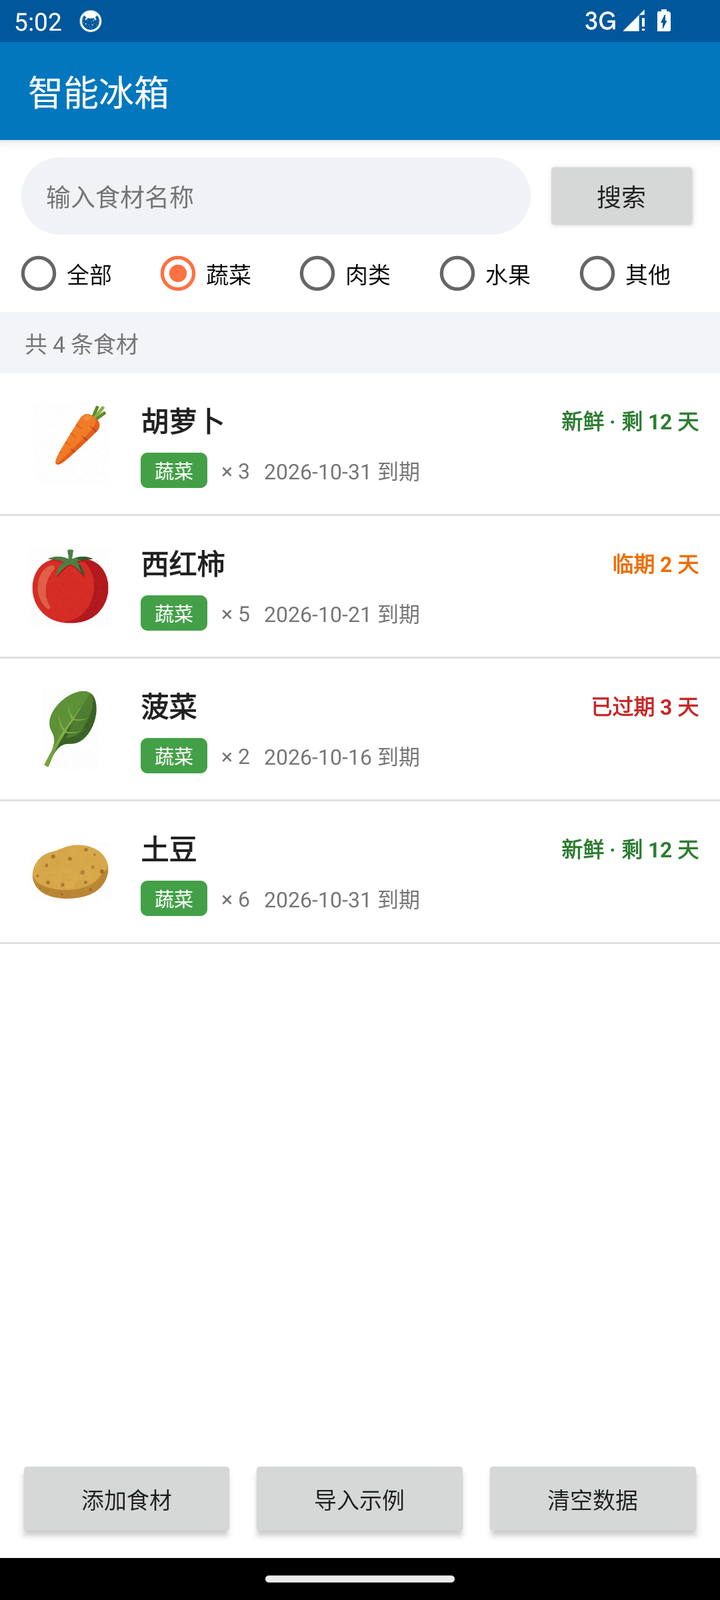 5:02 3G
智能冰箱
输入食材名称 搜索
全部 蔬菜 肉类 水果 其他
共 4 条食材
胡萝卜 新鲜 · 剩 12 天
蔬菜 × 3 2026-10-31 到期
西红柿 临期 2 天
蔬菜 × 5 2026-10-21 到期
菠菜 已过期 3 天
蔬菜 × 2 2026-10-16 到期
土豆 新鲜 · 剩 12 天
蔬菜 × 6 2026-10-31 到期
添加食材 导入示例 清空数据